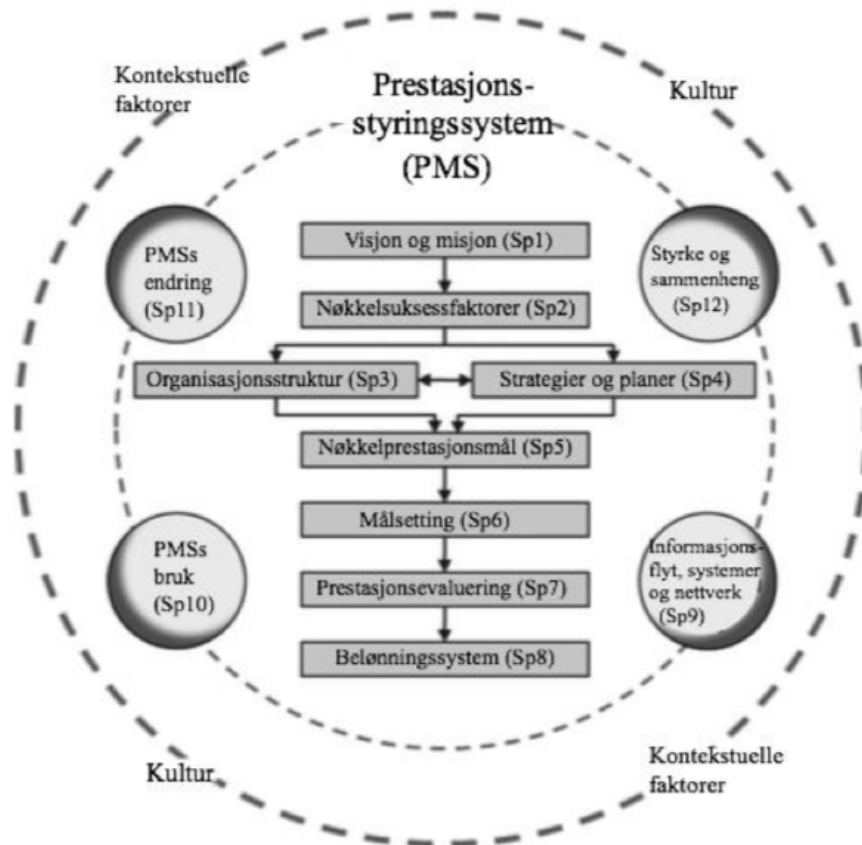 Kontekstuelle
faktorer
Prestasjons-
styringssystem
(PMS)
Kultur
PMSs
endring
(Sp11)
Visjon og misjon (Sp1)
Styrke og
sammenheng
(Sp12)
Nøkkelsuksessfaktorer (Sp2)
Organisasjonsstruktur (Sp3)
Strategier og planer (Sp4)
Nøkkelprestasjonsmål (Sp5)
Målsetting (Sp6)
PMSs
bruk
(Sp10)
Informasjons-
flyt, systemer
og nettverk
(Sp9)
Prestasjonsevaluering (Sp7)
Belønningssystem (Sp8)
Kultur
Kontekstuelle
faktorer